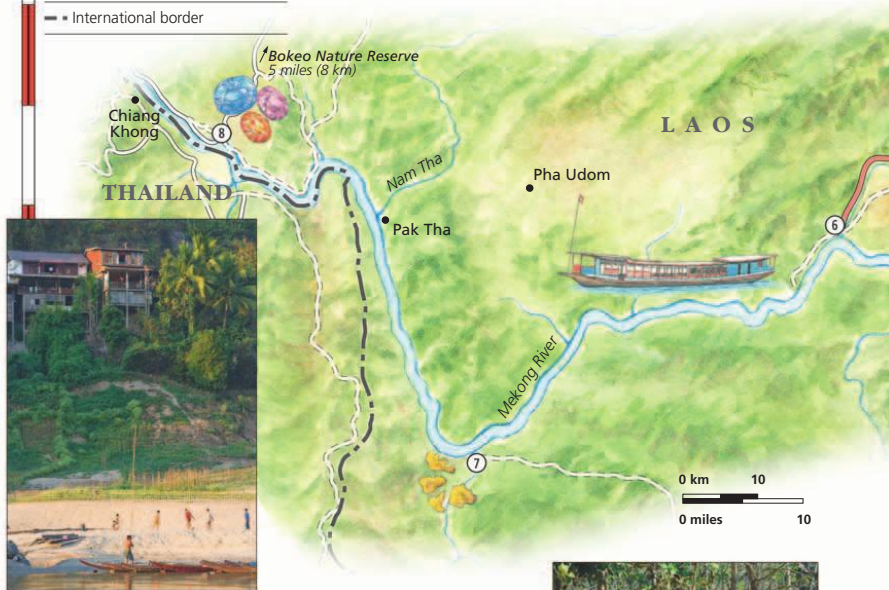 International border
Bokeo Nature Reserve
5 miles (8 km)
Chiang
Khong
8
LAOS
THAILAND
Nam Tha
Pha Udom
Pak Tha
6
Mekong River
7
0 km 10
0 miles 10